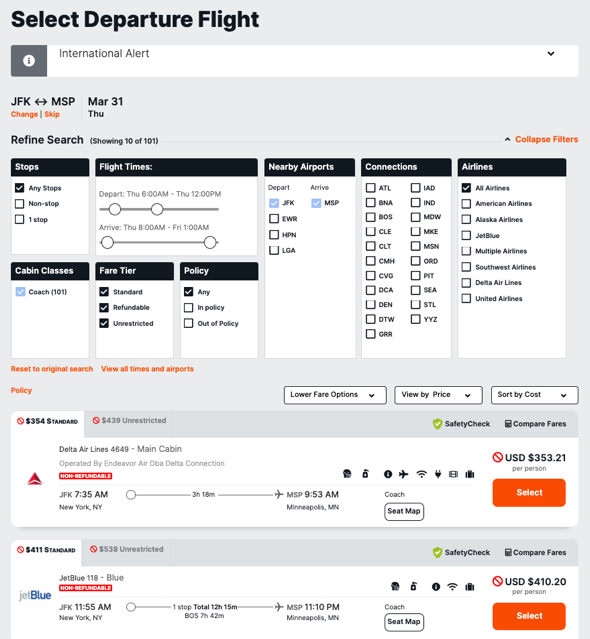 Select Departure Flight
International Alert
JFK ↔ MSP
Mar 31
Change | Skip
Thu
Refine Search (Showing 10 of 101)
Collapse Filters
Stops
Any Stops
Non-stop
1 stop
Flight Times:
Depart: Thu 6:00AM - Thu 12:00PM
Arrive: Thu 8:00AM - Fri 1:00AM
Nearby Airports
Depart
Arrive
JFK
MSP
EWR
HPN
LGA
Connections
ATL
IAD
BNA
IND
BOS
MDW
CLE
MKE
CLT
MSN
CMH
ORD
CVG
PIT
DCA
SEA
DEN
STL
DTW
YYZ
GRR
Airlines
All Airlines
American Airlines
Alaska Airlines
JetBlue
Multiple Airlines
Southwest Airlines
Delta Air Lines
United Airlines
Cabin Classes
Coach (101)
Fare Tier
Standard
Refundable
Unrestricted
Policy
Any
In policy
Out of Policy
Reset to original search
View all times and airports
Policy
Lower Fare Options
View by Price
Sort by Cost
$354 STANDARD
$439 Unrestricted
SafetyCheck
Compare Fares
Delta Air Lines 4649 - Main Cabin
Operated By Endeavor Air Dba Delta Connection
NON-REFUNDABLE
USD $353.21
per person
JFK 7:35 AM
3h 18m
MSP 9:53 AM
Coach
Select
New York, NY
Minneapolis, MN
Seat Map
$411 STANDARD
$538 Unrestricted
SafetyCheck
Compare Fares
JetBlue 118 - Blue
NON-REFUNDABLE
USD $410.20
per person
jetBlue
JFK 11:55 AM
1 stop Total 12h 15m
MSP 11:10 PM
Coach
Select
New York, NY
BOS 7h 42m
Minneapolis, MN
Seat Map